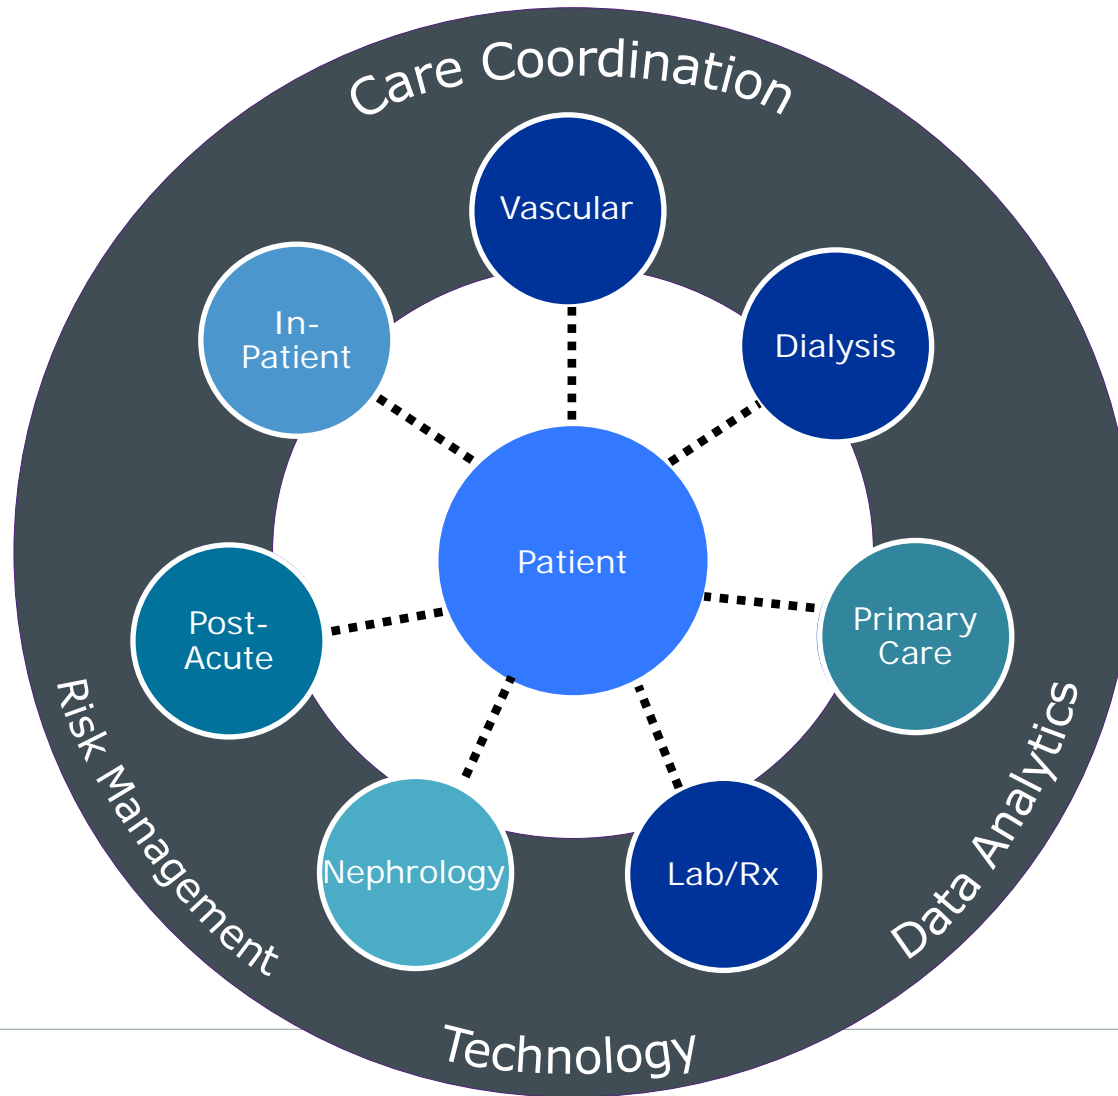 Care Coordination
Vascular
In-
Patient
Dialysis
Patient
Post-
Acute
Primary
Care
Nephrology
Lab/Rx
Risk Management
Data Analytics
Technology